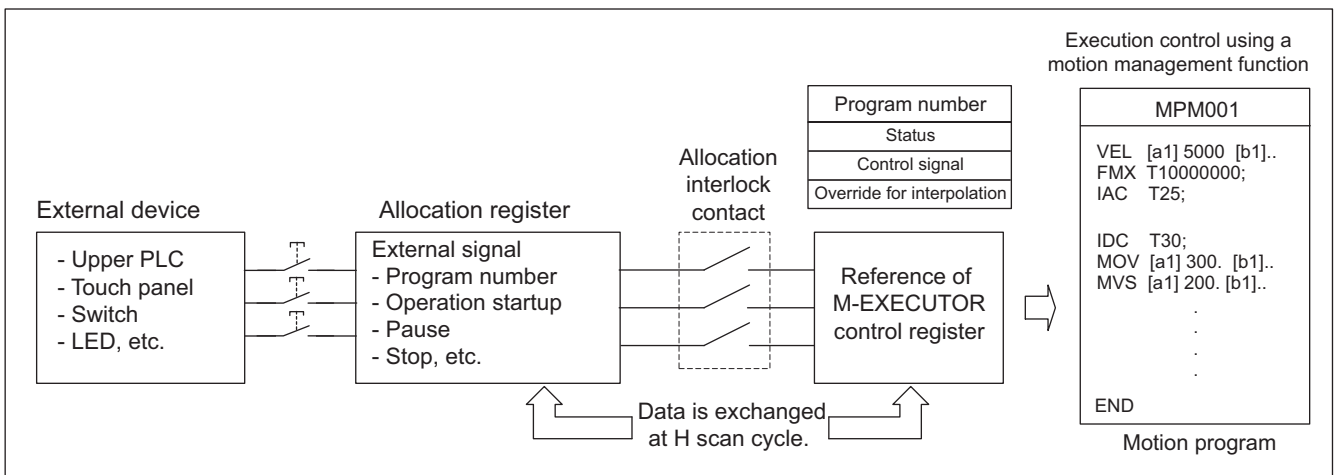 External device
- Upper PLC
- Touch panel
- Switch
- LED, etc.
Allocation register
External signal
- Program number
- Operation startup
- Pause
- Stop, etc.
Allocation
interlock
contact
Program number
Status
Control signal
Override for interpolation
Reference of
M-EXECUTOR
control register
Data is exchanged
at H scan cycle.
Execution control using a
motion management function
MPM001
VEL [a1] 5000 [b1]..
FMX T10000000;
IAC T25;
IDC T30;
MOV [a1] 300. [b1]..
MVS [a1] 200. [b1]..
.
.
.
.
.
END
Motion program